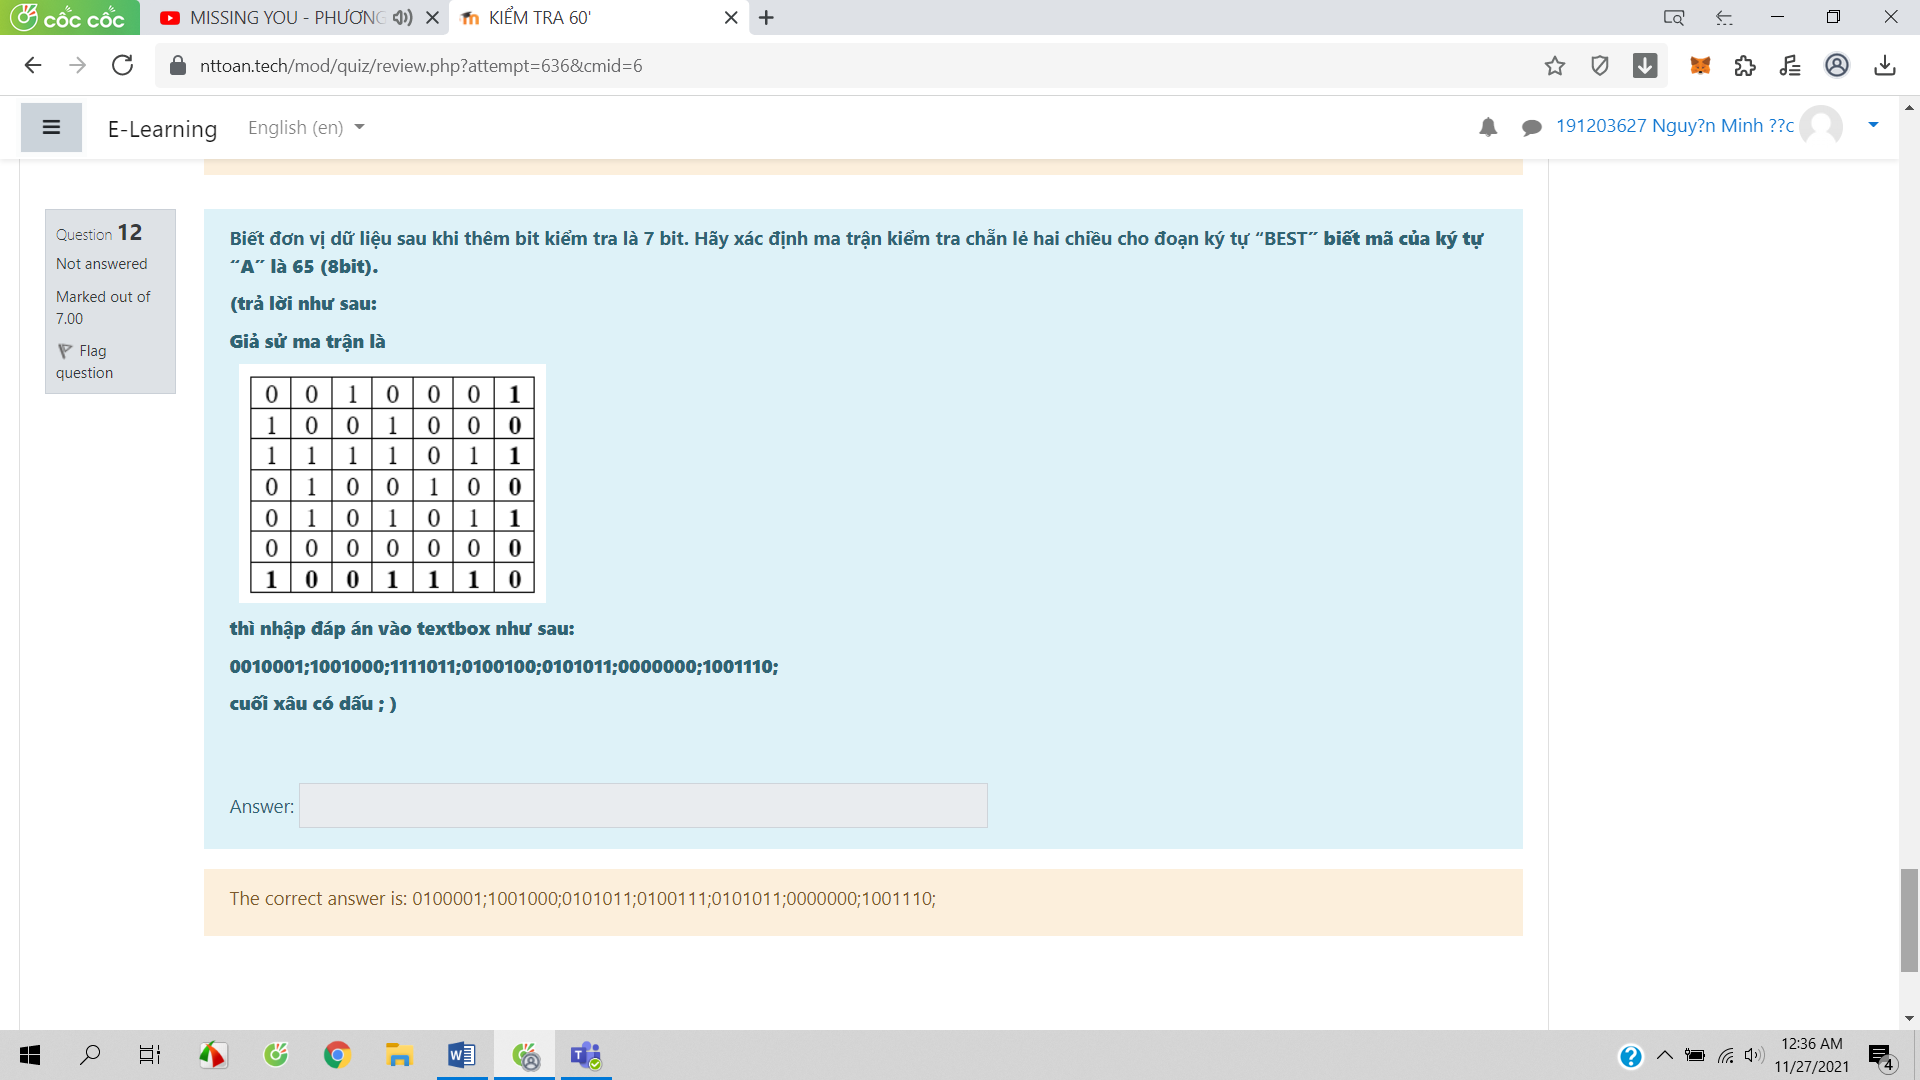 cốc cốc
MISSING YOU - PHƯƠNG
KIỂM TRA 60'
nttoan.tech/mod/quiz/review.php?attempt=636&cmid=6
E-Learning
English (en)
191203627 Nguy?n Minh ??c
Question 12
Not answered
Marked out of
7.00
Flag
question
Biết đơn vị dữ liệu sau khi thêm bit kiểm tra là 7 bit. Hãy xác định ma trận kiểm tra chẵn lẻ hai chiều cho đoạn ký tự “BEST” biết mã của ký tự
“A” là 65 (8bit).
(trả lời như sau:
Giả sử ma trận là
0 0 1 0 0 0 1
1 0 0 1 0 0 0
1 1 1 1 0 1 1
0 1 0 0 1 0 0
0 1 0 1 0 1 1
0 0 0 0 0 0 0
1 0 0 1 1 1 0
thì nhập đáp án vào textbox như sau:
0010001;1001000;1111011;0100100;0101011;0000000;1001110;
cuối xâu có dấu ; )
Answer:
The correct answer is: 0100001;1001000;0101011;0100111;0101011;0000000;1001110;
12:36 AM
11/27/2021
4